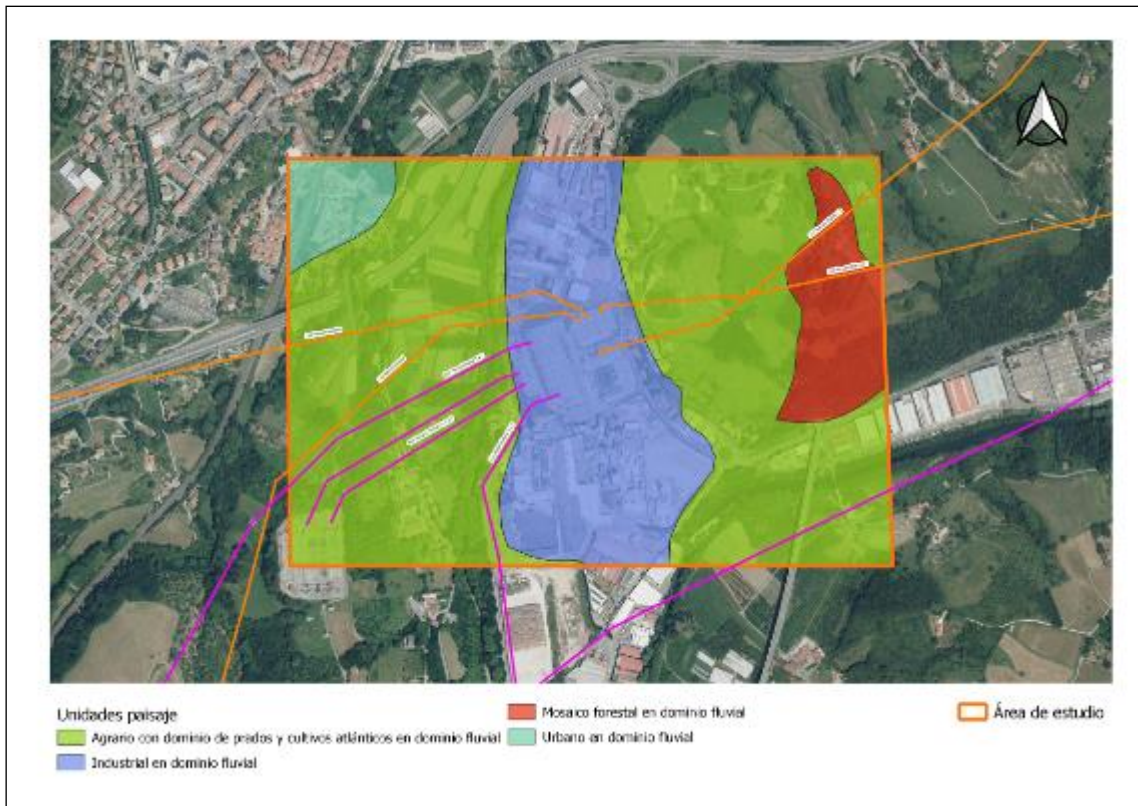 Unidades paisaje
Agrario con dominio de prados y cultivos atlánticos en dominio fluvial
Industrial en dominio fluvial
Mosaico forestal en dominio fluvial
Urbano en dominio fluvial
Área de estudio